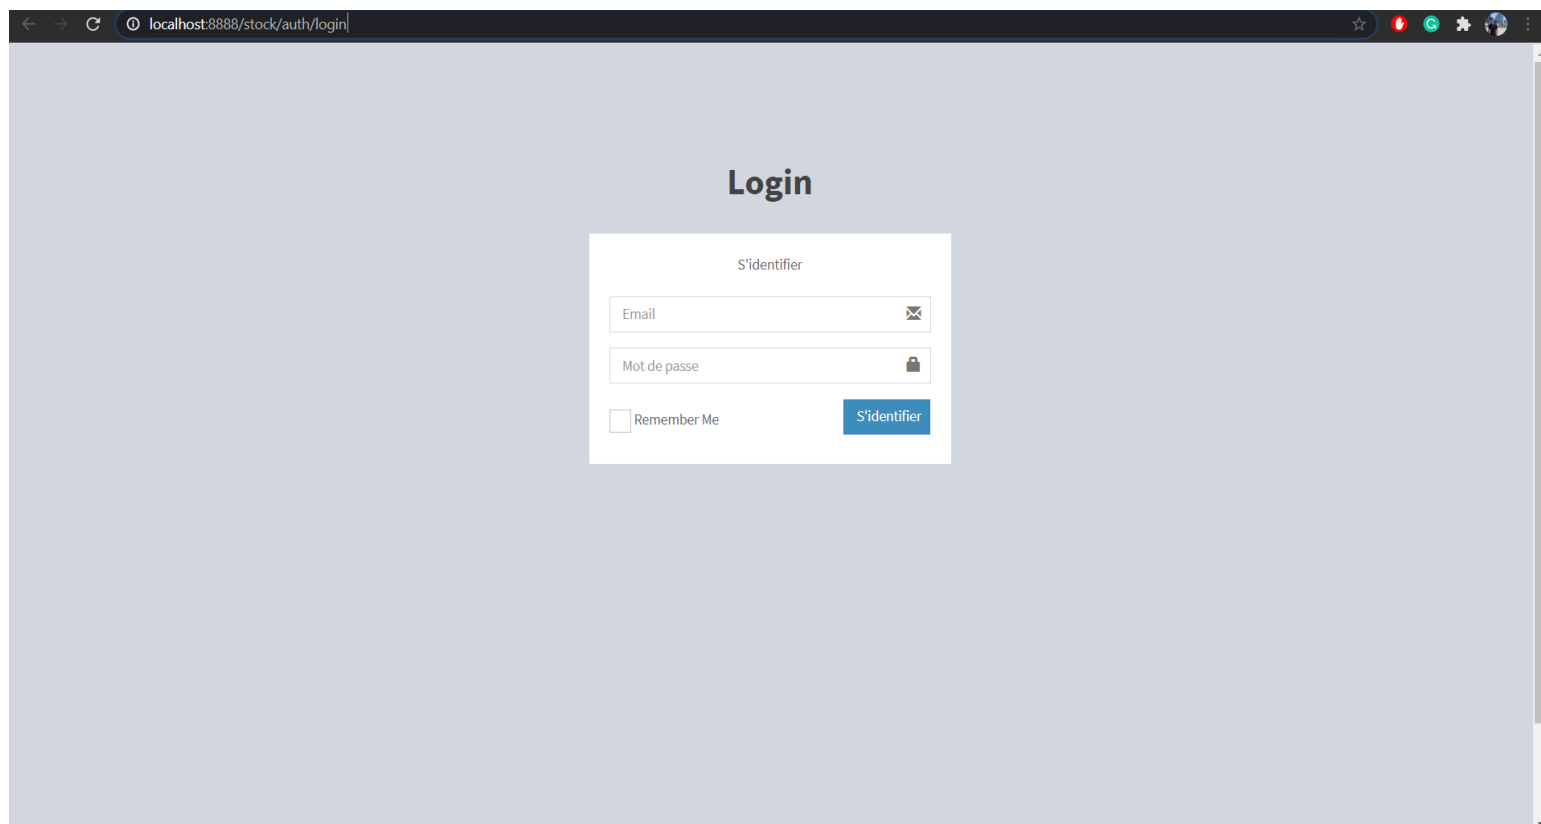 localhost:8888/stock/auth/login
Login
S'identifier
Email
Mot de passe
Remember Me
S'identifier